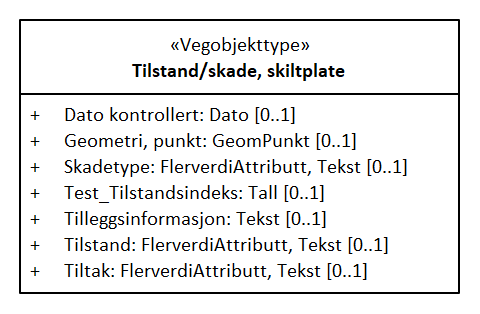 «Vegobjekttype»
Tilstand/skade, skiltplate
+ Dato kontrollert: Dato [0..1]
+ Geometri, punkt: GeomPunkt [0..1]
+ Skadetype: FlerverdiAttributt, Tekst [0..1]
+ Test_Tilstandsindeks: Tall [0..1]
+ Tilleggsinformasjon: Tekst [0..1]
+ Tilstand: FlerverdiAttributt, Tekst [0..1]
+ Tiltak: FlerverdiAttributt, Tekst [0..1]